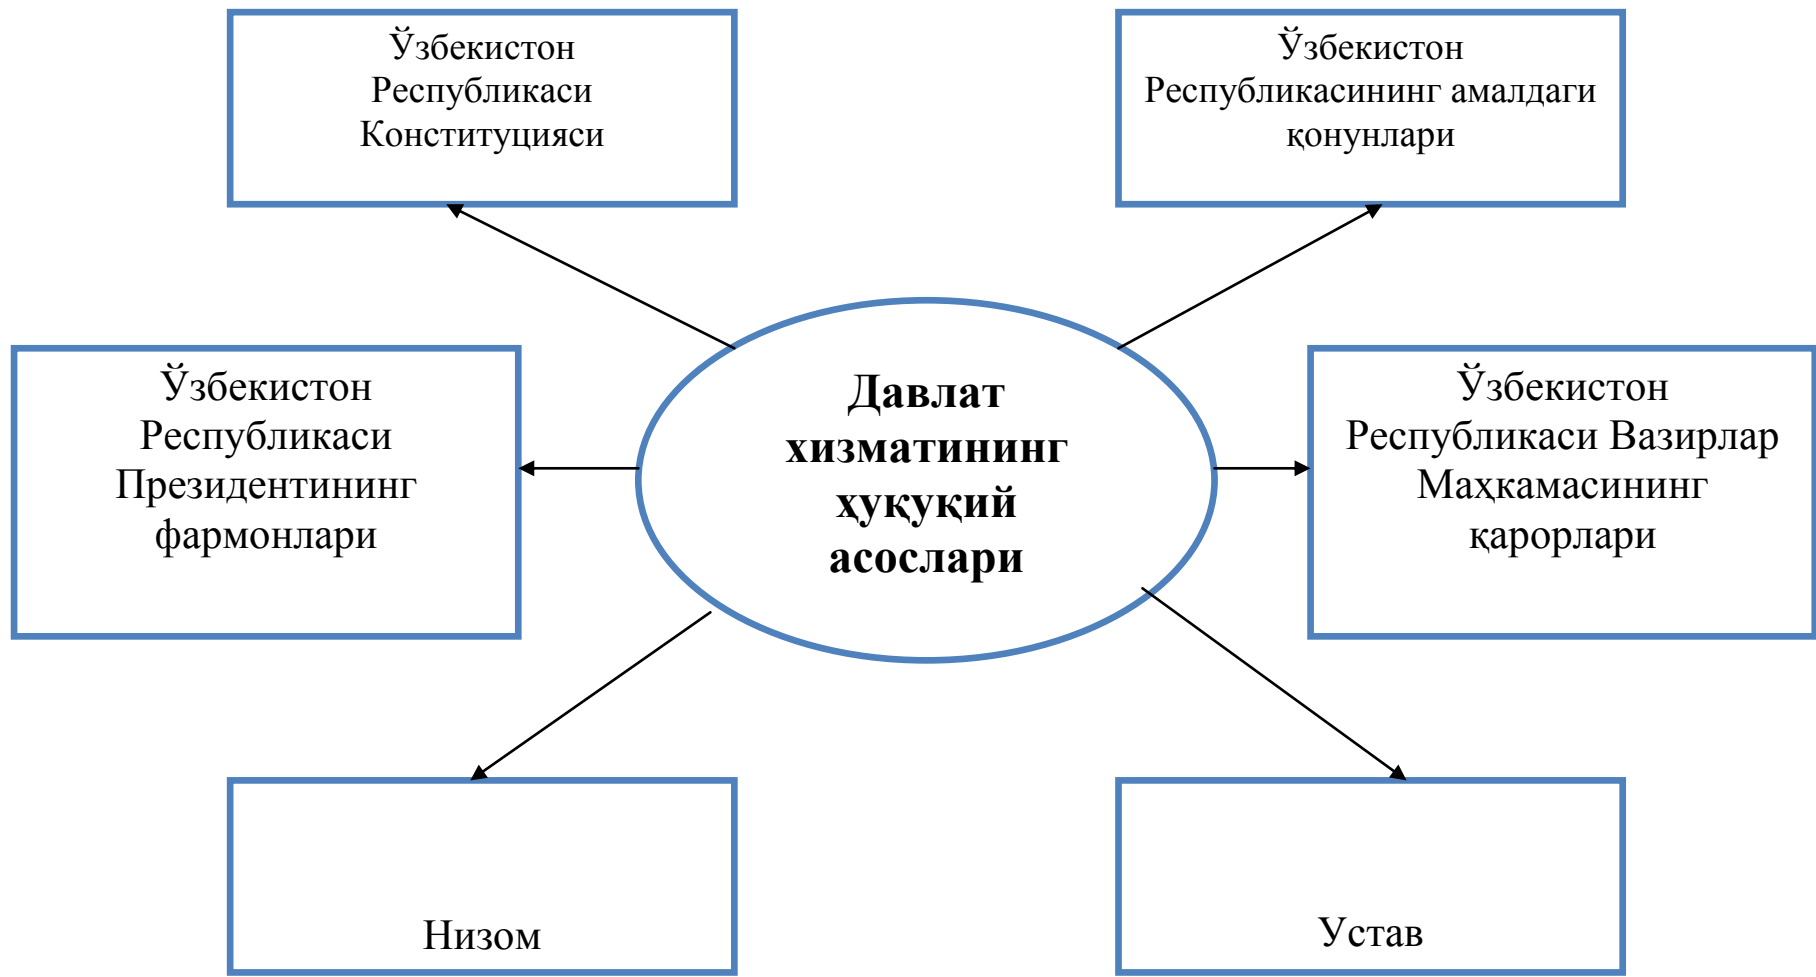 Ўзбекистон
Республикаси
Конституцияси
Ўзбекистон
Республикасининг амалдаги
қонунлари
Ўзбекистон
Республикаси
Президентининг
фармонлари
Давлат
хизматининг
ҳуқуқий
асослари
Ўзбекистон
Республикаси Вазирлар
Маҳкамасининг
қарорлари
Низом
Устав